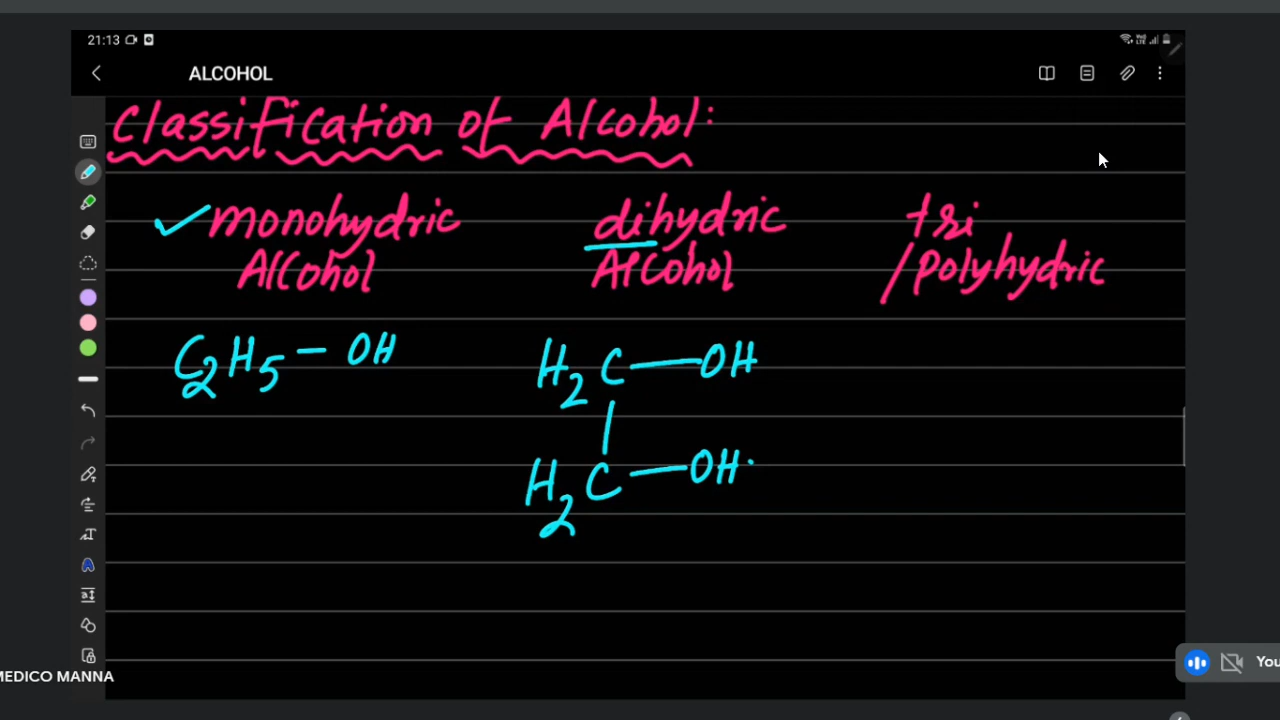 21:13
ALCOHOL
Classification of Alcohol:
monohydric dihydric tri
Alcohol Alcohol /polyhydric
C2H5 — OH H2C — OH
H2C — OH
MEDICO MANNA
You